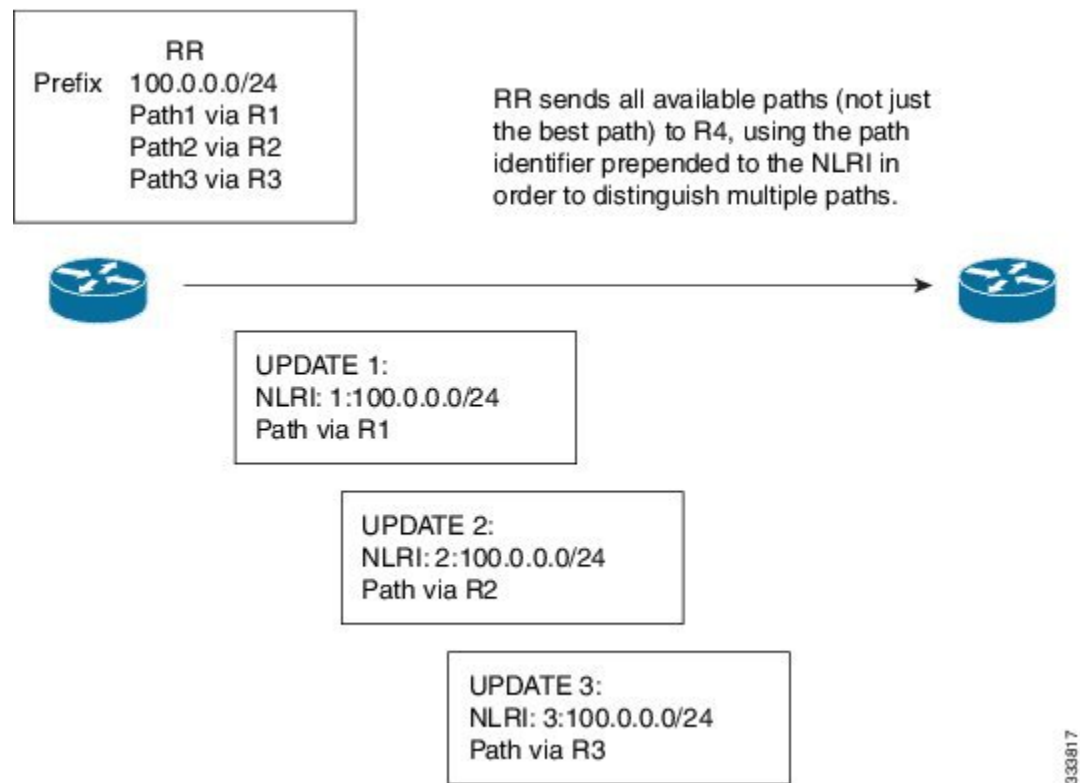 RR
Prefix 100.0.0.0/24
Path1 via R1
Path2 via R2
Path3 via R3
RR sends all available paths (not just
the best path) to R4, using the path
identifier prepended to the NLRI in
order to distinguish multiple paths.
UPDATE 1:
NLRI: 1:100.0.0.0/24
Path via R1
UPDATE 2:
NLRI: 2:100.0.0.0/24
Path via R2
UPDATE 3:
NLRI: 3:100.0.0.0/24
Path via R3
333817